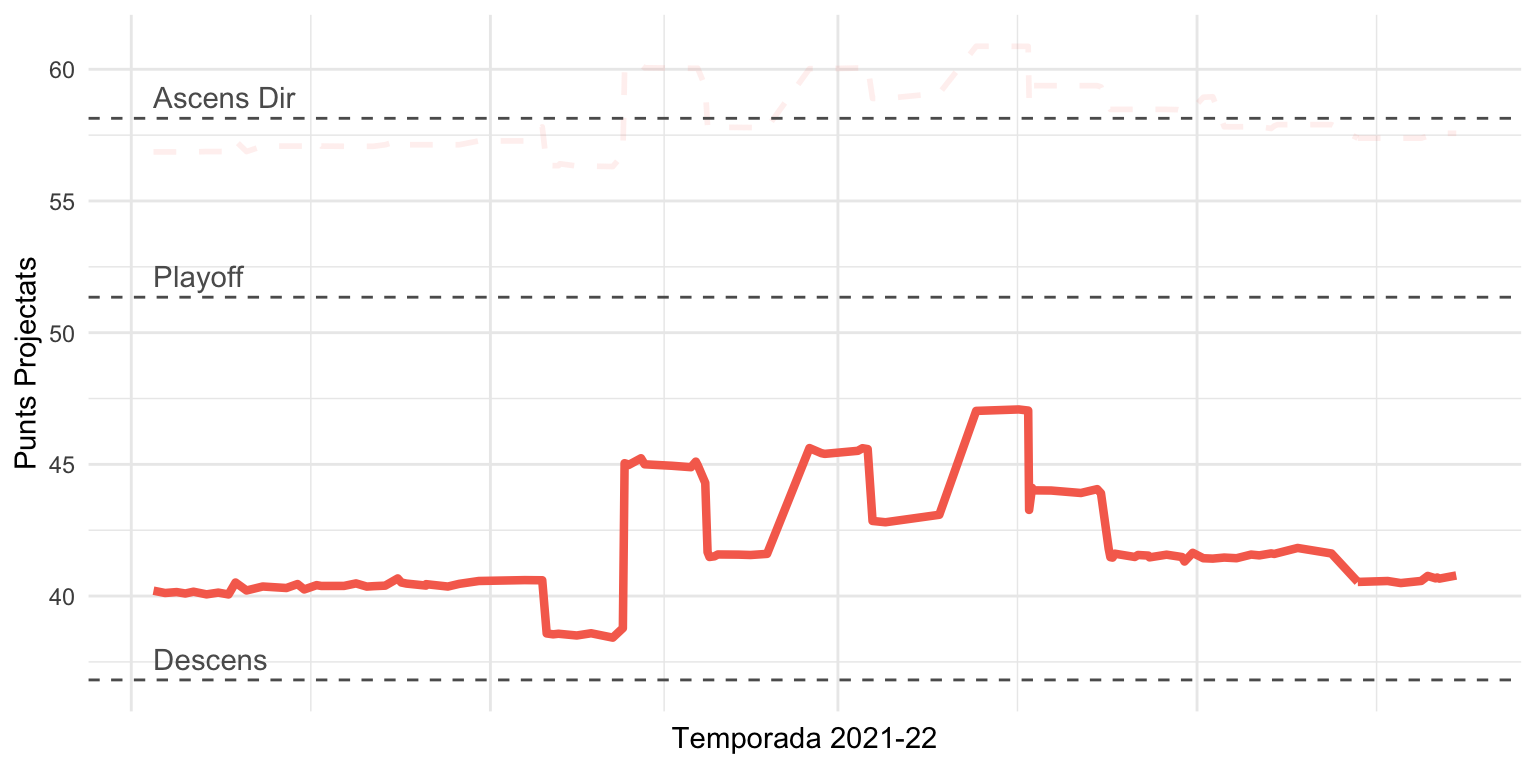 60
Ascens Dir
55
Playoff
50
Punts Projectats
45
40
Descens
Temporada 2021-22